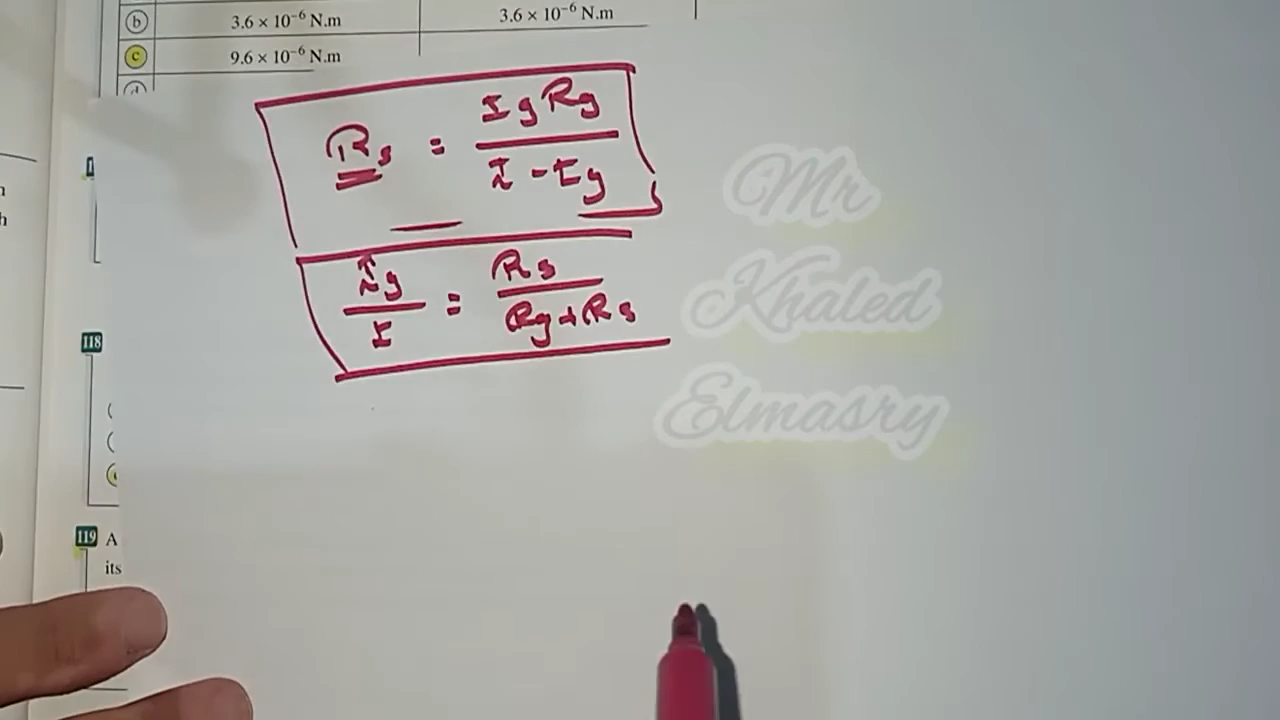 b 3.6 × 10⁻⁶ N.m 3.6 × 10⁻⁶ N.m
c 9.6 × 10⁻⁶ N.m
d
Rs = IgRg / I - Ig
Ig / I = Rs / Rg + Rs
Mr
Khaled
Elmasry
118
119 A
its